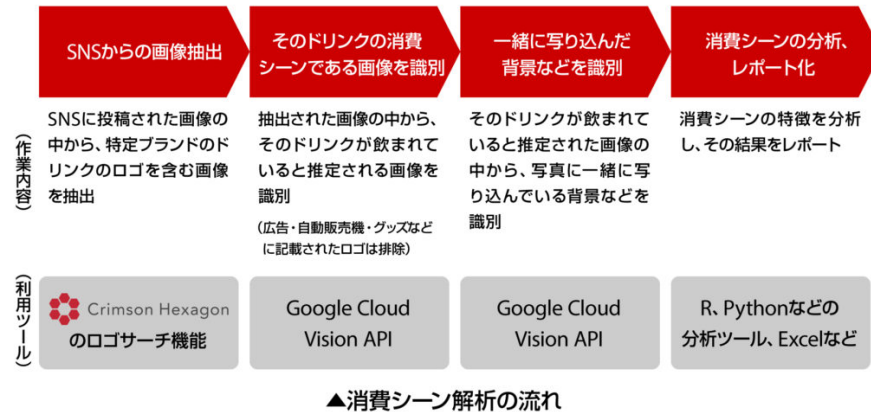 SNSからの画像抽出
そのドリンクの消費
シーンである画像を識別
一緒に写り込んだ
背景などを識別
消費シーンの分析、
レポート化
(作業内容)
SNSに投稿された画像の
中から、特定ブランドのド
リンクのロゴを含む画像
を抽出
抽出された画像の中から、
そのドリンクが飲まれて
いると推定される画像を
識別
(広告・自動販売機・グッズなど
に記載されたロゴは排除)
そのドリンクが飲まれて
いると推定された画像の
中から、写真に一緒に写
り込んでいる背景などを
識別
消費シーンの特徴を分析
し、その結果をレポート
(利用ツール)
Crimson Hexagon
のロゴサーチ機能
Google Cloud
Vision API
Google Cloud
Vision API
R、Pythonなどの
分析ツール、Excelなど
▲消費シーン解析の流れ